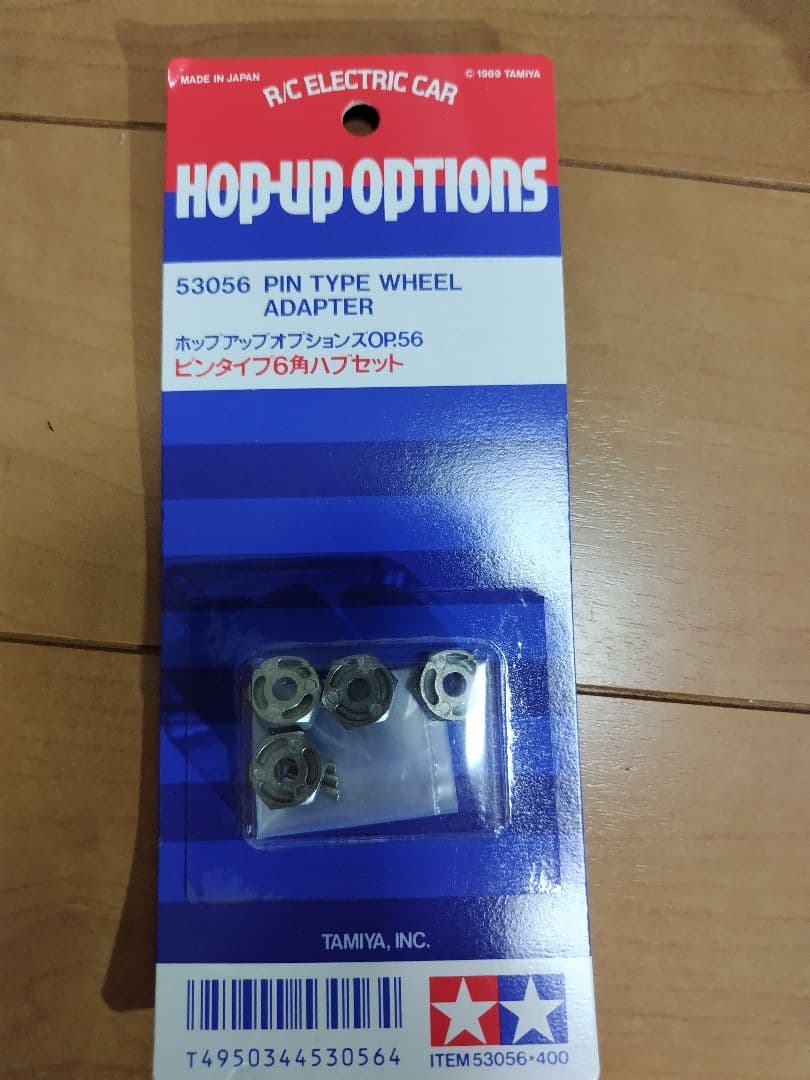 MADE IN JAPAN
© 1989 TAMIYA
R/C ELECTRIC CAR
HOP-UP OPTIONS
53056 PIN TYPE WHEEL
ADAPTER
ホップアップオプションズOP.56
ピンタイプ6角ハブセット
TAMIYA, INC.
T4950344530564
ITEM 53056•400